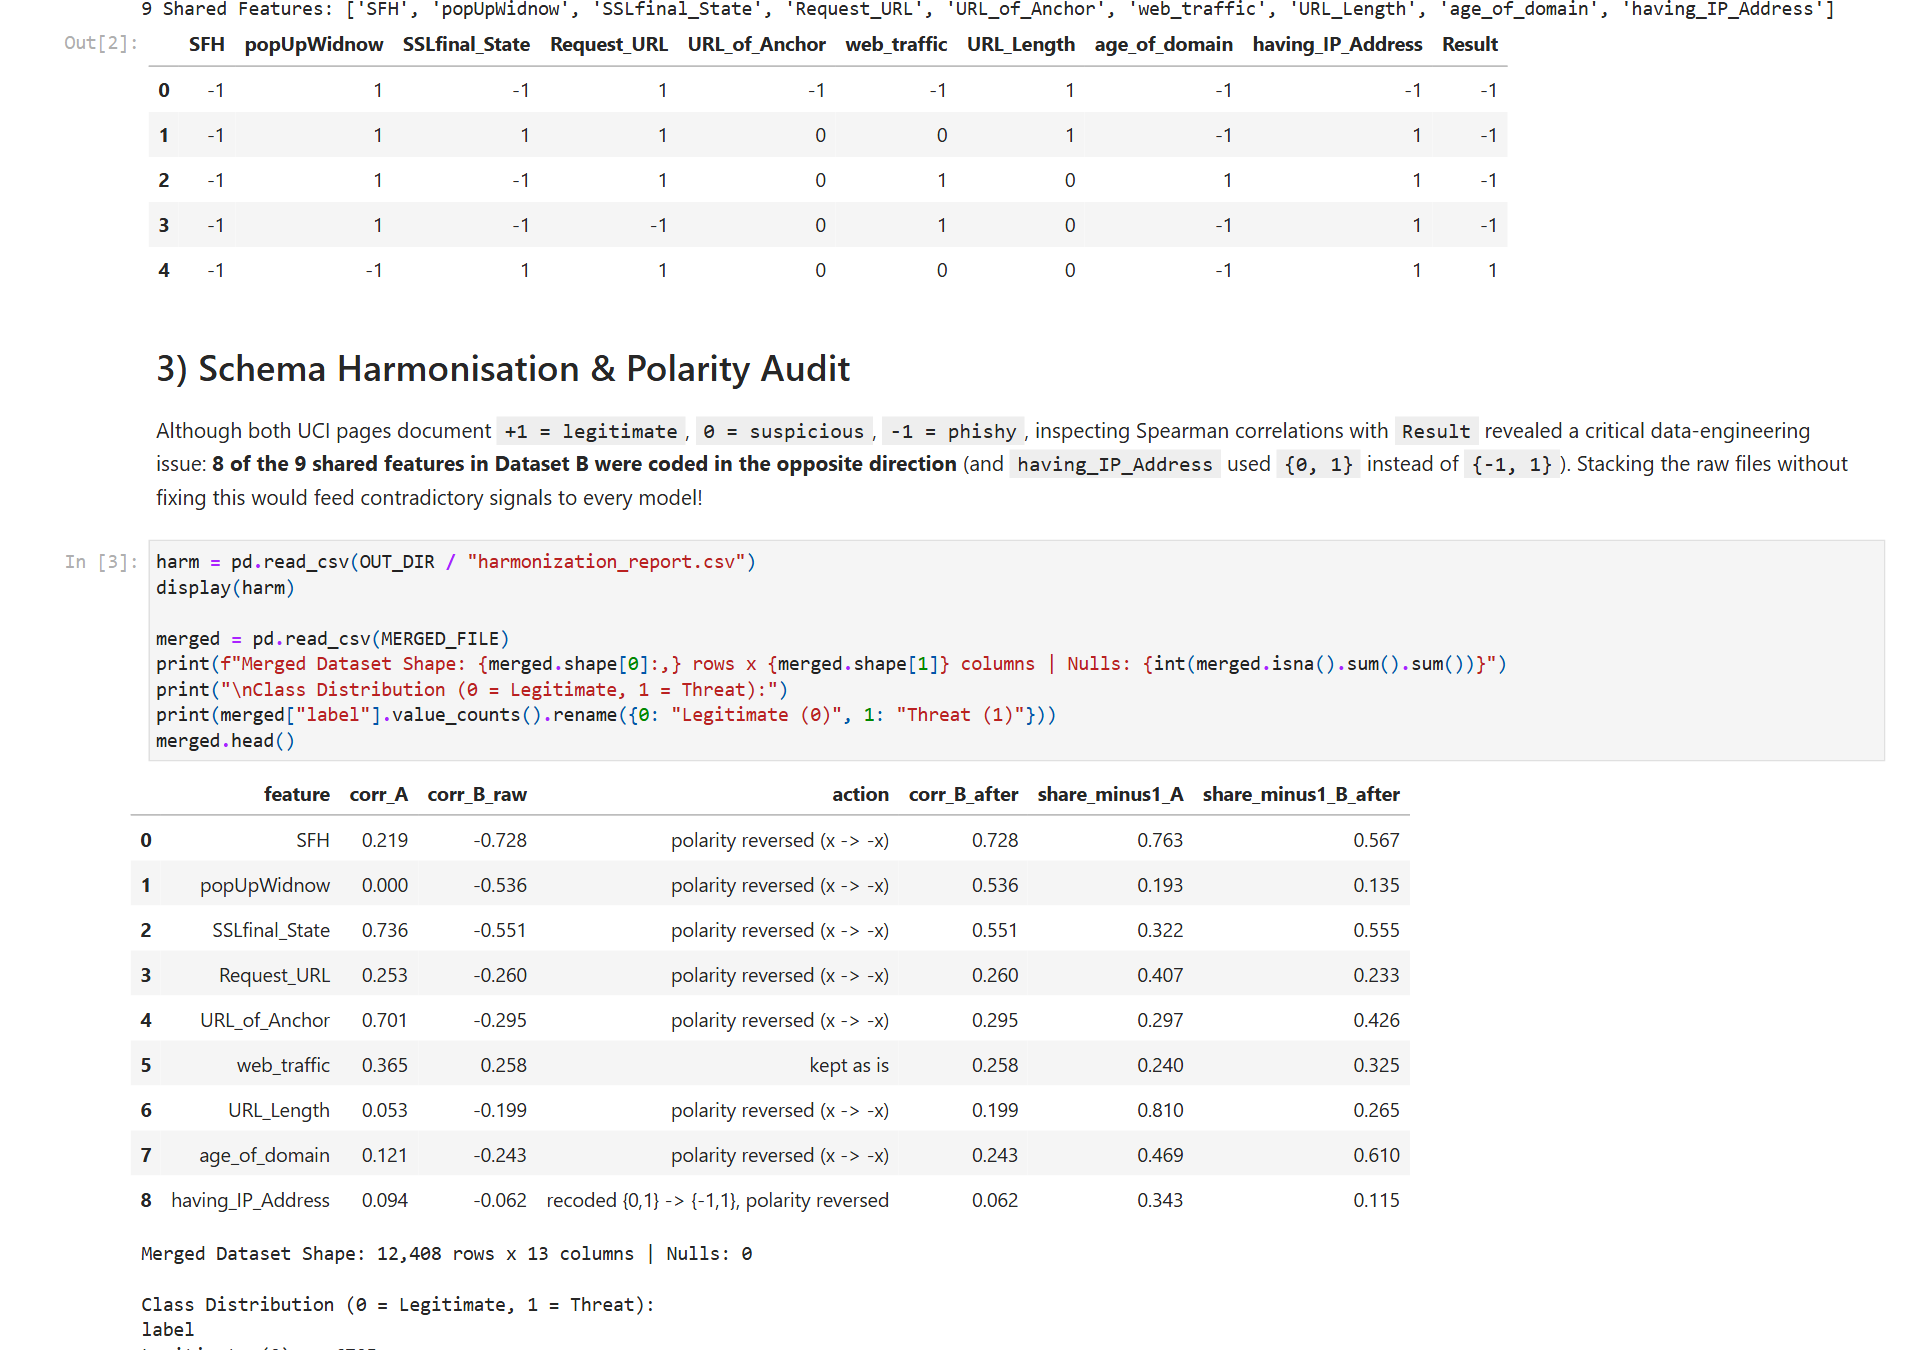 9 Shared Features: ['SFH', 'popUpWidnow', 'SSLfinal_State', 'Request_URL', 'URL_of_Anchor', 'web_traffic', 'URL_Length', 'age_of_domain', 'having_IP_Address']
Out[2]:
SFH popUpWidnow SSLfinal_State Request_URL URL_of_Anchor web_traffic URL_Length age_of_domain having_IP_Address Result
0 -1 1 -1 1 -1 -1 1 -1 -1 -1
1 -1 1 1 1 0 0 1 -1 1 -1
2 -1 1 -1 1 0 1 0 1 1 -1
3 -1 1 -1 -1 0 1 0 -1 1 -1
4 -1 -1 1 1 0 0 0 -1 1 1
3) Schema Harmonisation & Polarity Audit
Although both UCI pages document +1 = legitimate , 0 = suspicious , -1 = phishy , inspecting Spearman correlations with Result revealed a critical data-engineering
issue: 8 of the 9 shared features in Dataset B were coded in the opposite direction (and having_IP_Address used {0, 1} instead of {-1, 1} ). Stacking the raw files without
fixing this would feed contradictory signals to every model!
In [3]:
harm = pd.read_csv(OUT_DIR / "harmonization_report.csv")
display(harm)
merged = pd.read_csv(MERGED_FILE)
print(f"Merged Dataset Shape: {merged.shape[0]:,} rows x {merged.shape[1]} columns | Nulls: {int(merged.isna().sum().sum())}")
print("\nClass Distribution (0 = Legitimate, 1 = Threat):")
print(merged["label"].value_counts().rename({0: "Legitimate (0)", 1: "Threat (1)"}))
merged.head()
feature corr_A corr_B_raw action corr_B_after share_minus1_A share_minus1_B_after
0 SFH 0.219 -0.728 polarity reversed (x -> -x) 0.728 0.763 0.567
1 popUpWidnow 0.000 -0.536 polarity reversed (x -> -x) 0.536 0.193 0.135
2 SSLfinal_State 0.736 -0.551 polarity reversed (x -> -x) 0.551 0.322 0.555
3 Request_URL 0.253 -0.260 polarity reversed (x -> -x) 0.260 0.407 0.233
4 URL_of_Anchor 0.701 -0.295 polarity reversed (x -> -x) 0.295 0.297 0.426
5 web_traffic 0.365 0.258 kept as is 0.258 0.240 0.325
6 URL_Length 0.053 -0.199 polarity reversed (x -> -x) 0.199 0.810 0.265
7 age_of_domain 0.121 -0.243 polarity reversed (x -> -x) 0.243 0.469 0.610
8 having_IP_Address 0.094 -0.062 recoded {0,1} -> {-1,1}, polarity reversed 0.062 0.343 0.115
Merged Dataset Shape: 12,408 rows x 13 columns | Nulls: 0
Class Distribution (0 = Legitimate, 1 = Threat):
label